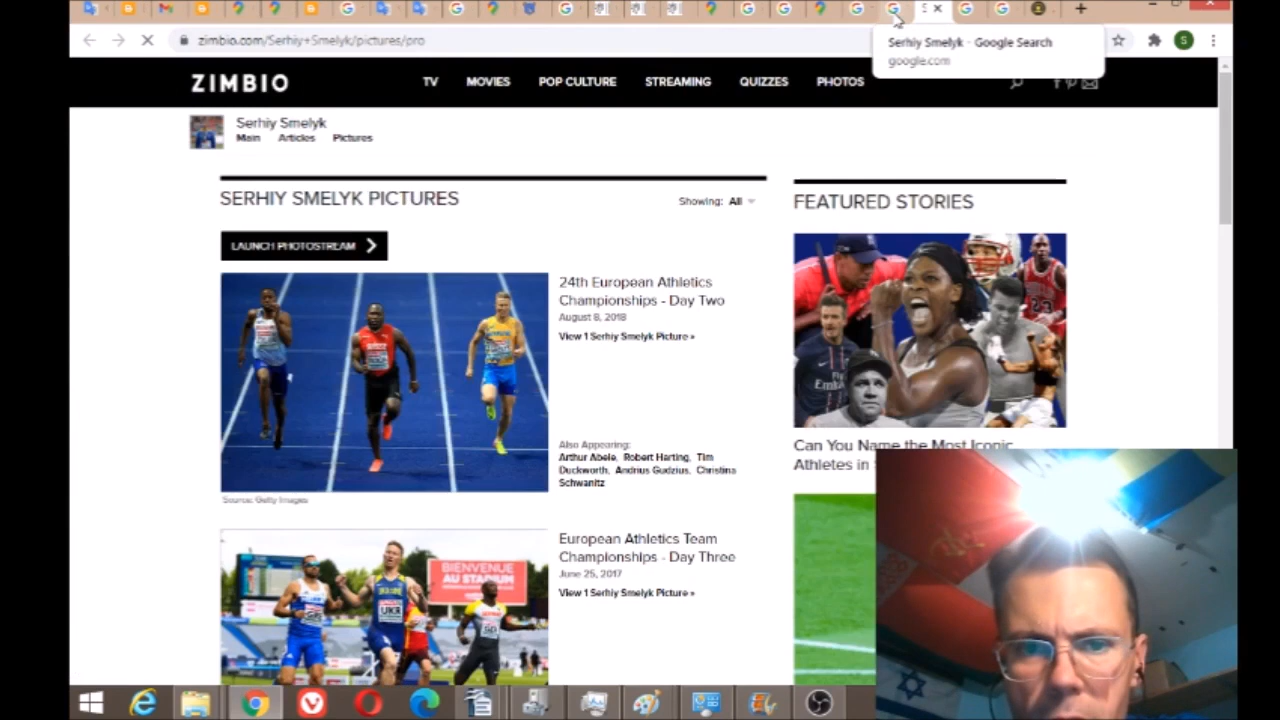 zimbio.com/Serhiy+Smelyk/pictures/pro
Serhiy Smelyk - Google Search
google.com
S
ZIMBIO
TV MOVIES POP CULTURE STREAMING QUIZZES PHOTOS
Serhiy Smelyk
Main Articles Pictures
SERHIY SMELYK PICTURES
Showing: All
LAUNCH PHOTOSTREAM
24th European Athletics
Championships - Day Two
August 8, 2018
View 1 Serhiy Smelyk Picture »
Also Appearing:
Arthur Abele, Robert Harting, Tim
Duckworth, Andrius Gudzius, Christina
Schwanitz
Source: Getty Images
European Athletics Team
Championships - Day Three
June 25, 2017
View 1 Serhiy Smelyk Picture »
BIENVENUE
AU STADIUM
UKR
FEATURED STORIES
23
Can You Name the Most Iconic
Athletes in